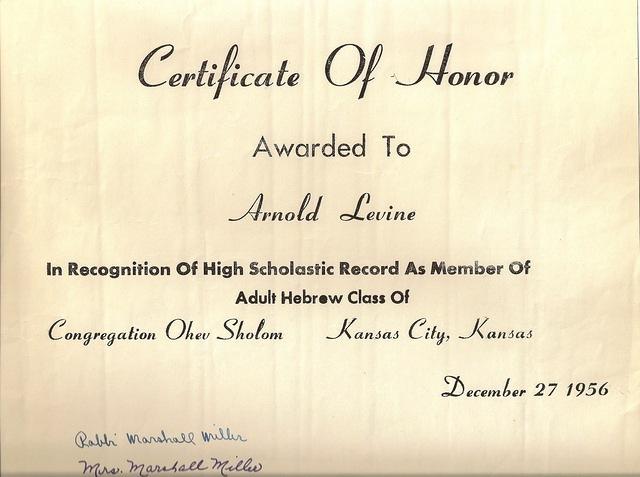 Certificate Of Honor
Awarded To
Arnold Levine
In Recognition Of High Scholastic Record As Member Of
Adult Hebrew Class Of
Congregation Ohev Sholom Kansas City, Kansas
December 27 1956
Rabbi Marshall Miller
Mrs. Marshall Miller